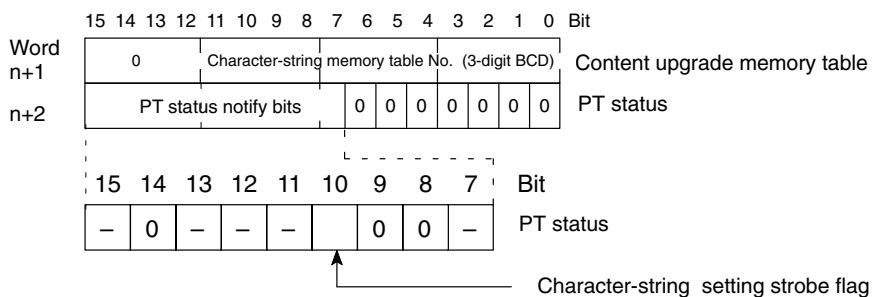 15 14 13 12 11 10 9 8 7 6 5 4 3 2 1 0 Bit
Word
n+1 0 Character-string memory table No. (3-digit BCD) Content upgrade memory table
n+2 PT status notify bits 0 0 0 0 0 0 0 PT status
15 14 13 12 11 10 9 8 7 Bit
– 0 – – – 0 0 – PT status
Character-string setting strobe flag